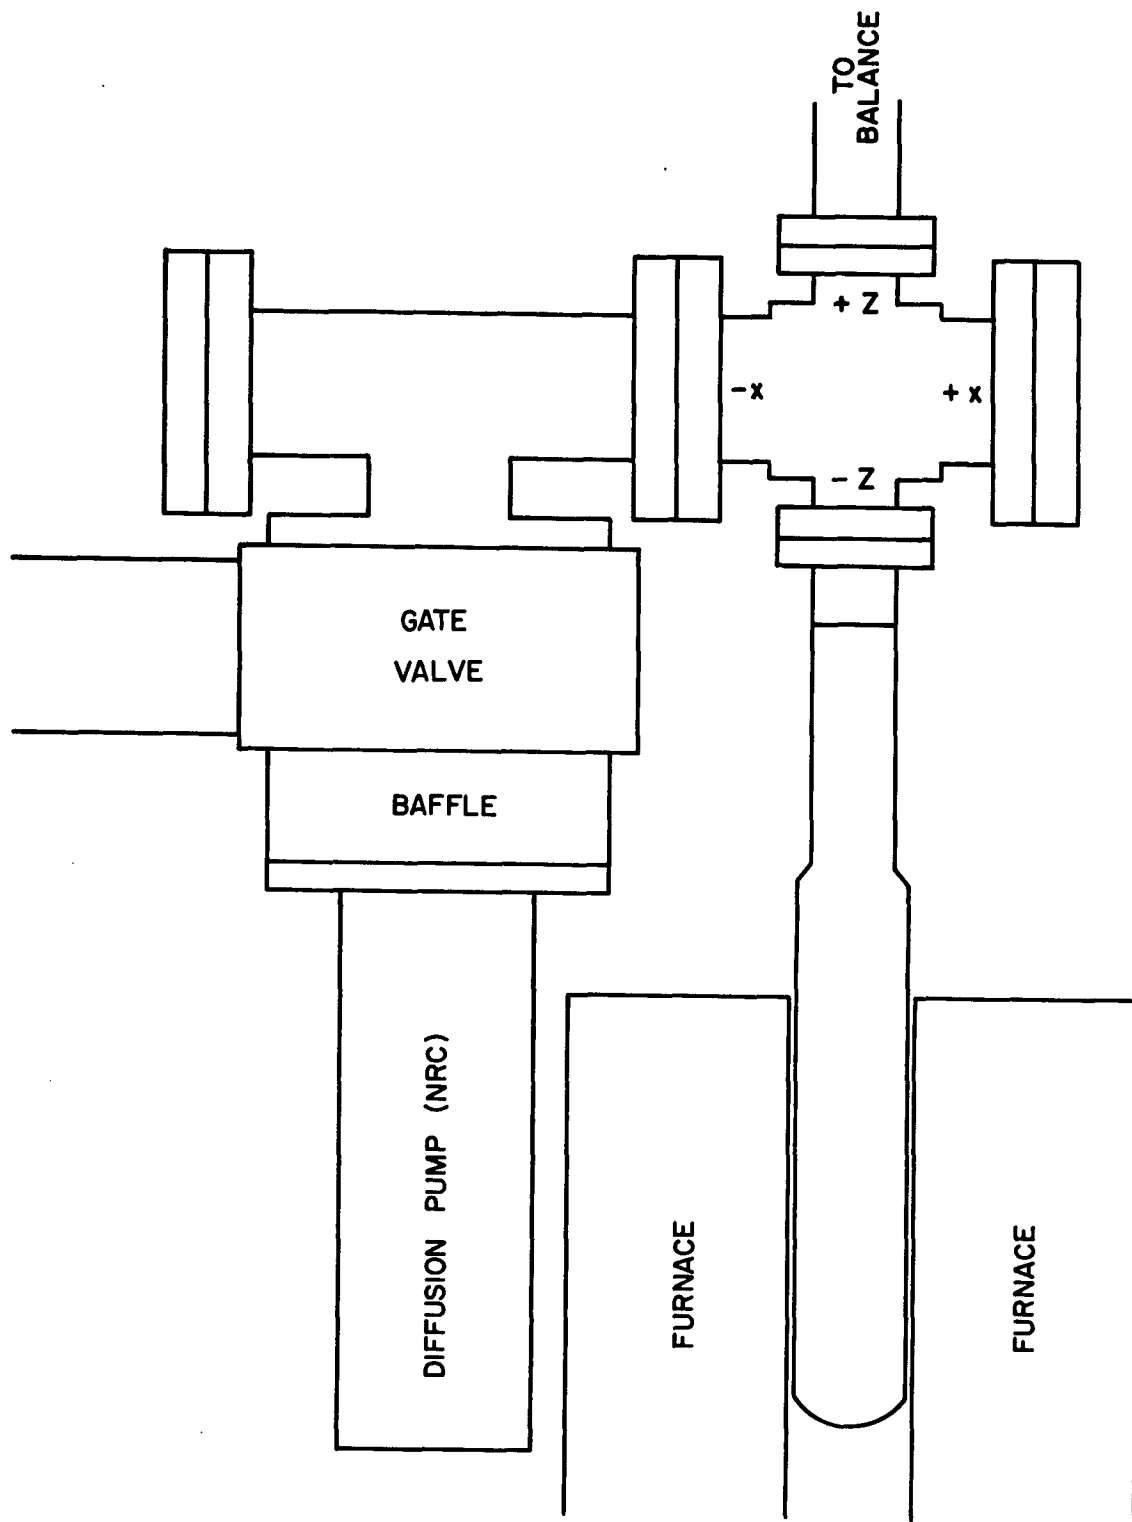 TO
BALANCE
+ Z
- X
+ X
- Z
GATE
VALVE
BAFFLE
DIFFUSION PUMP (NRC)
FURNACE
FURNACE